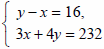 y – x = 16,
3x + 4y = 232